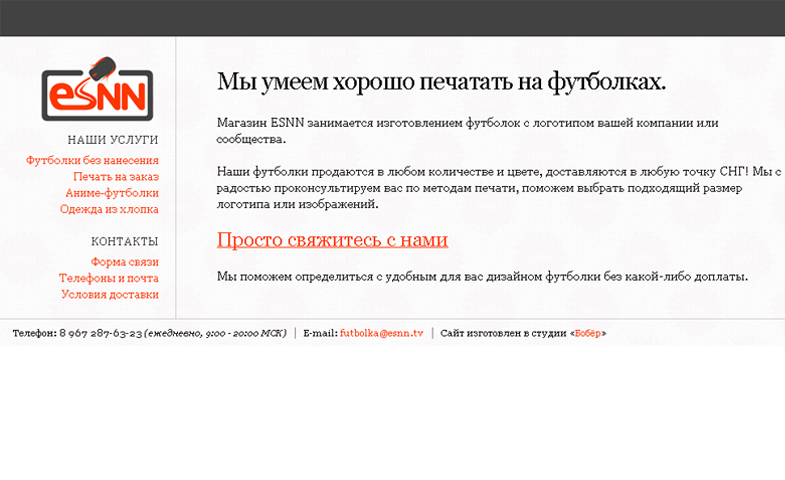 esNN
НАШИ УСЛУГИ
Футболки без нанесения
Печать на заказ
Аниме-футболки
Одежда из хлопка
КОНТАКТЫ
Форма связи
Телефоны и почта
Условия доставки
Мы умеем хорошо печатать на футболках.
Магазин ESNN занимается изготовлением футболок с логотипом вашей компании или
сообщества.
Наши футболки продаются в любом количестве и цвете, доставляются в любую точку СНГ! Мы с
радостью проконсультируем вас по методам печати, поможем выбрать подходящий размер
логотипа или изображений.
Просто свяжитесь с нами
Мы поможем определиться с удобным для вас дизайном футболки без какой-либо доплаты.
Телефон: 8 967 287-63-23 (ежедневно, 9:00 - 20:00 МСК) | E-mail: futbolka@esnn.tv | Сайт изготовлен в студии «Бобёр»